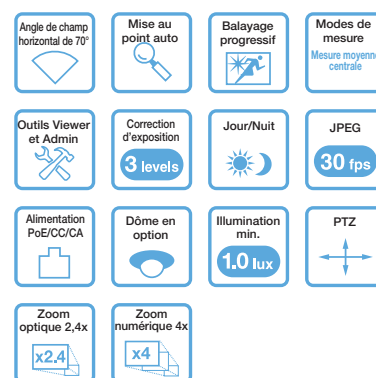 Angle de champ
horizontal de 70°
Mise au
point auto
Balayage
progressif
Modes de
mesure
Mesure moyenne
centrale
Outils Viewer
et Admin
Correction
d'exposition
3 levels
Jour/Nuit
JPEG
30 fps
Alimentation
PoE/CC/CA
Dôme en
option
Illumination
min.
1.0 lux
PTZ
Zoom
optique 2,4x
x2.4
Zoom
numérique 4x
x4